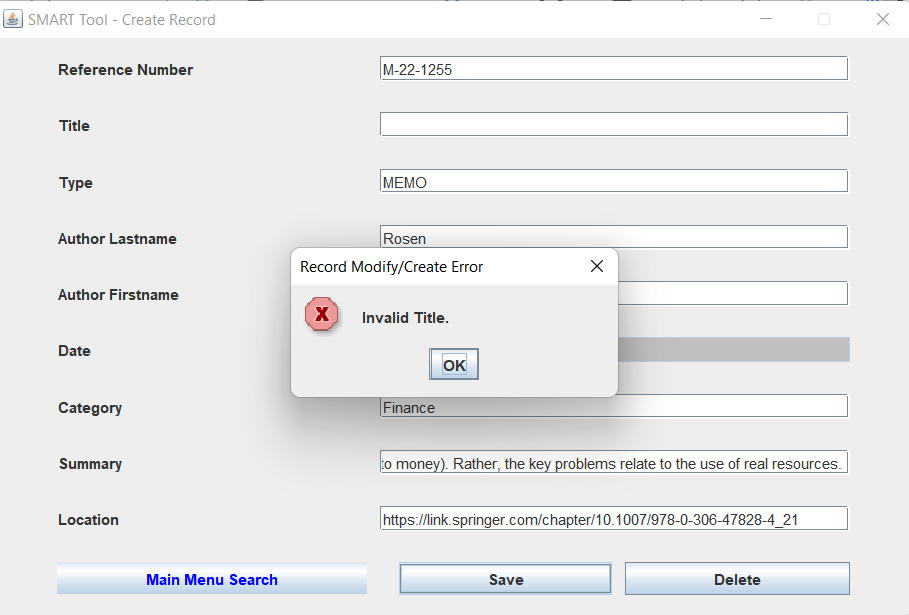 SMART Tool - Create Record
Reference Number
M-22-1255
Title
Type
MEMO
Author Lastname
Rosen
Record Modify/Create Error
Author Firstname
X
Invalid Title.
Date
OK
Category
Finance
Summary
to money). Rather, the key problems relate to the use of real resources.
Location
https://link.springer.com/chapter/10.1007/978-0-306-47828-4_21
Main Menu Search
Save
Delete